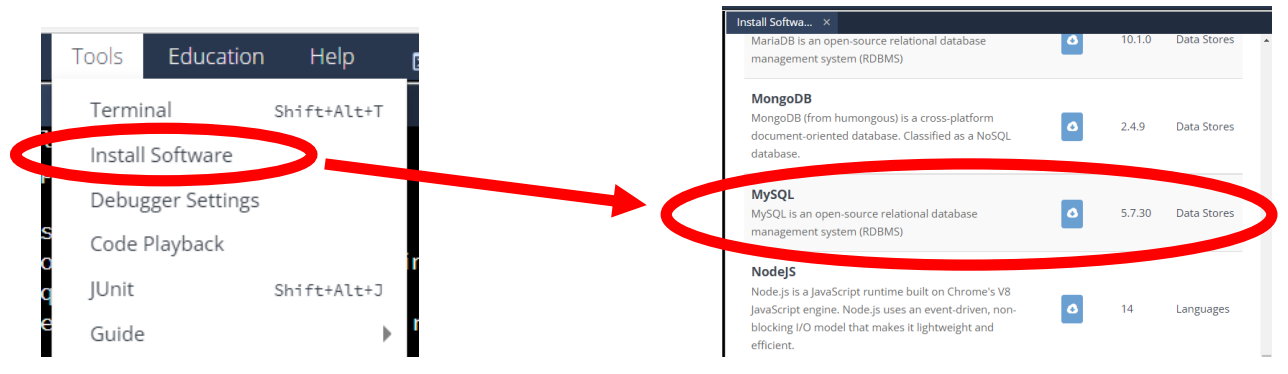 Tools Education Help
Terminal Shift+Alt+T
Install Software
Debugger Settings
Code Playback
JUnit Shift+Alt+J
Guide
Install Softwa... ×
MariaDB is an open-source relational database 10.1.0 Data Stores
management system (RDBMS)
MongoDB
MongoDB (from humongous) is a cross-platform
document-oriented database. Classified as a NoSQL 2.4.9 Data Stores
database.
MySQL
MySQL is an open-source relational database 5.7.30 Data Stores
management system (RDBMS)
NodeJS
Node.js is a JavaScript runtime built on Chrome's V8
JavaScript engine. Node.js uses an event-driven, non- 14 Languages
blocking I/O model that makes it lightweight and
efficient.